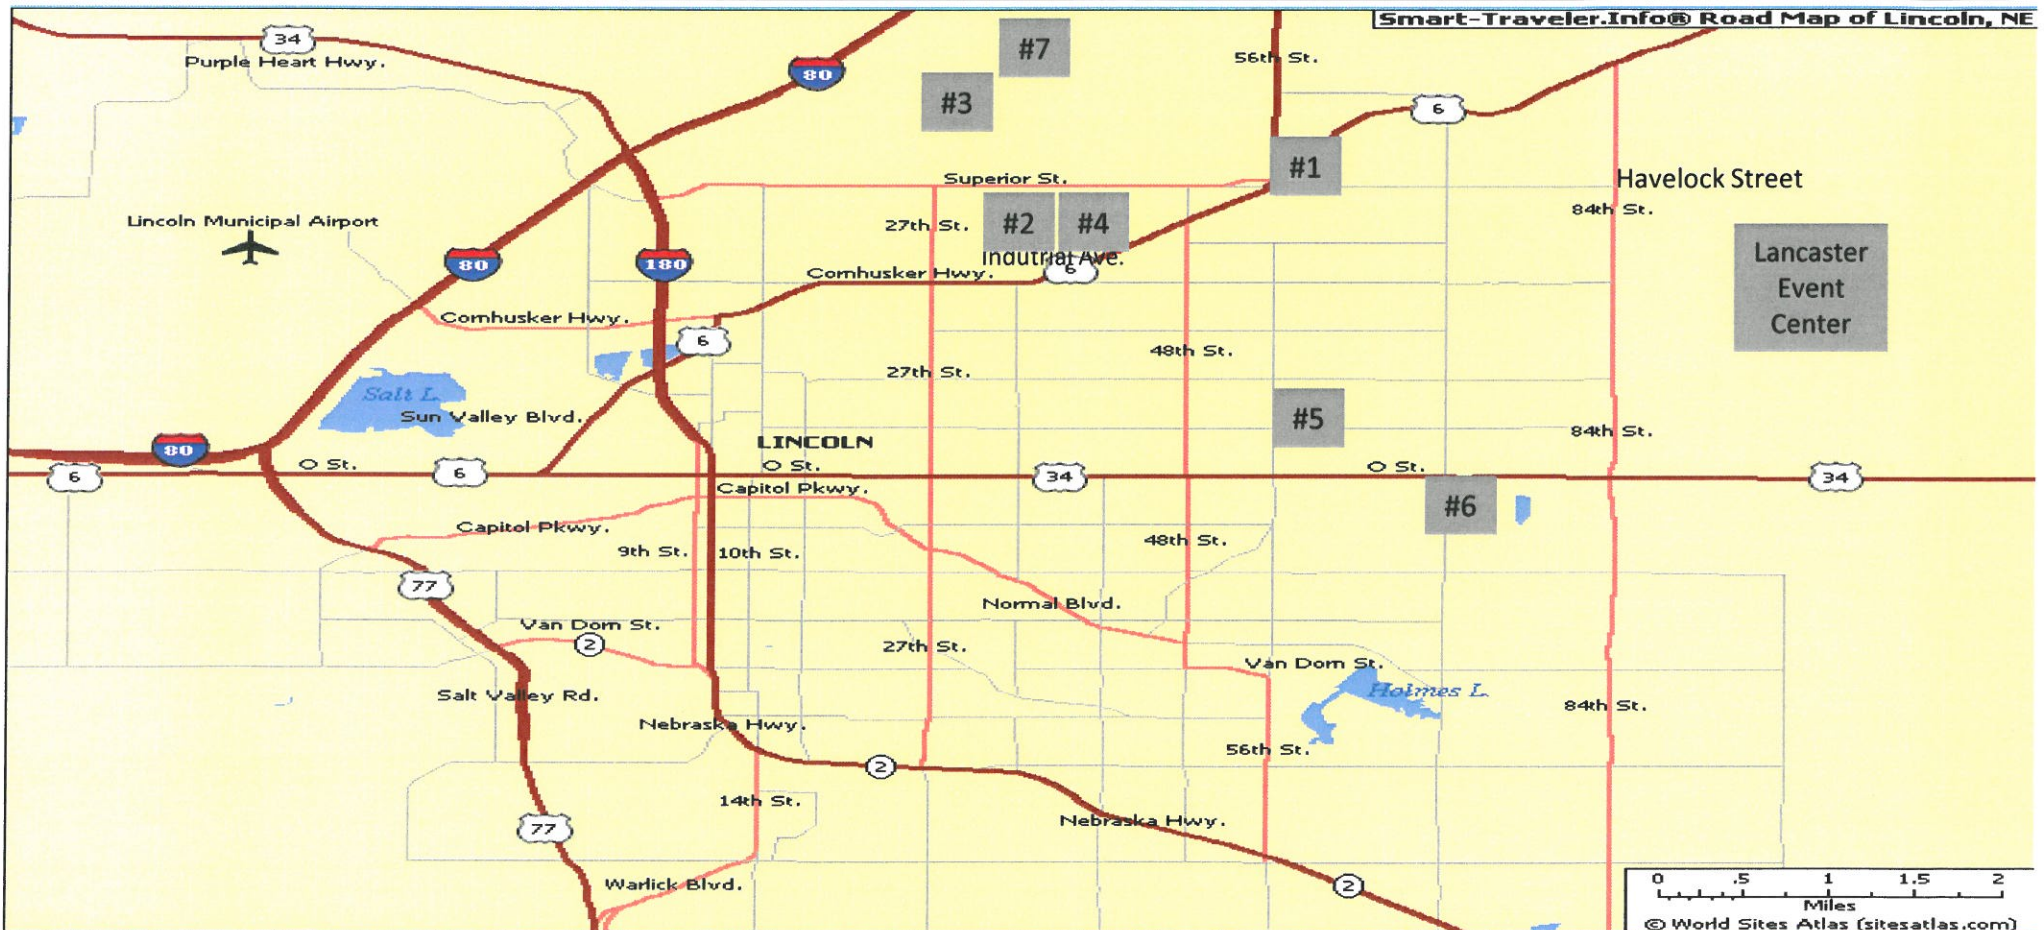 Smart-Traveler.Info® Road Map of Lincoln, NE
34
Purple Heart Hwy.
80
#7
56th St.
#3
6
#1
Superior St.
Havelock Street
84th St.
Lincoln Municipal Airport
27th St.
#2
#4
Indutrial Ave.
Lancaster
Event
Center
80
180
Cornhusker Hwy.
6
Cornhusker Hwy.
6
48th St.
27th St.
Salt L.
Sun Valley Blvd.
#5
84th St.
LINCOLN
80
O St.
O St.
O St.
6
6
34
34
Capitol Pkwy.
#6
Capitol Pkwy.
9th St.
10th St.
48th St.
77
Normal Blvd.
Van Dorn St.
2
27th St.
Van Dorn St.
Salt Valley Rd.
Holmes L.
84th St.
Nebraska Hwy.
56th St.
2
14th St.
Nebraska Hwy.
77
Warlick Blvd.
2
0 .5 1 1.5 2
Miles
© World Sites Atlas (sitesatlas.com)